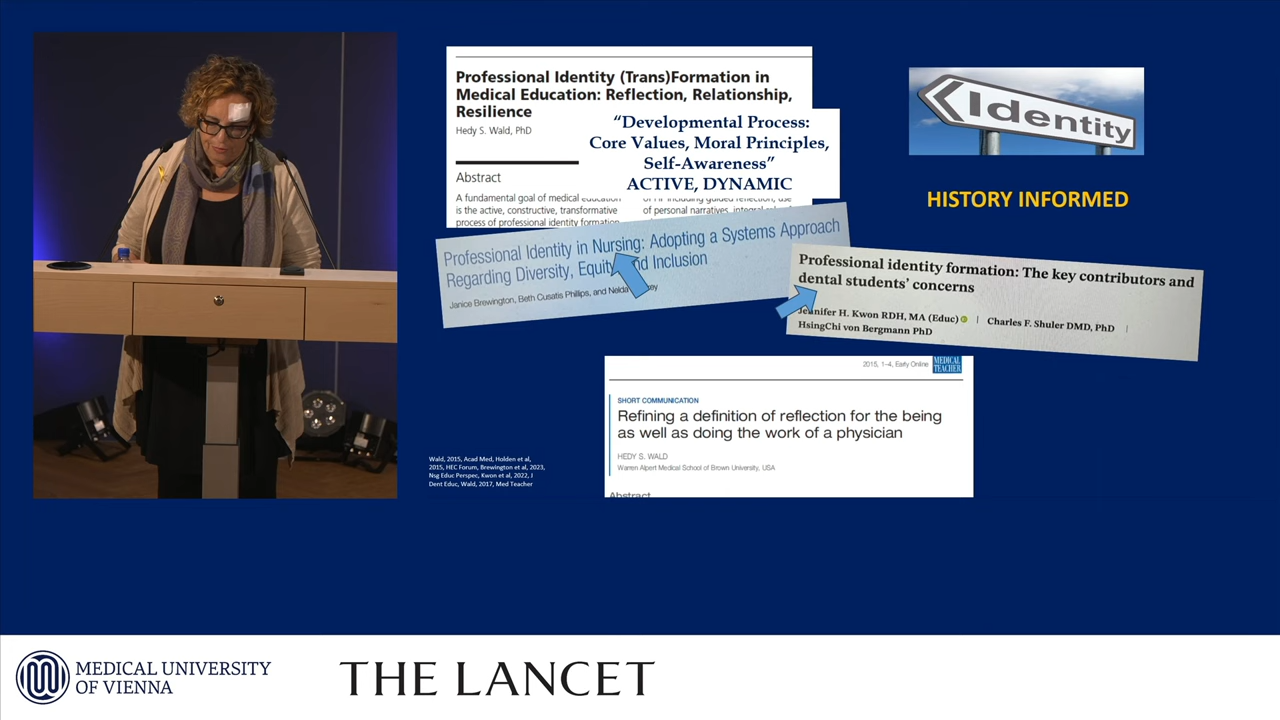 Professional Identity (Trans)Formation in
Medical Education: Reflection, Relationship,
Resilience
Hedy S. Wald, PhD
Abstract
A fundamental goal of medical education
is the active, constructive, transformative
process of professional identity formation
of personal narratives,
"Developmental Process:
Core Values, Moral Principles,
Self-Awareness"
ACTIVE, DYNAMIC
Identity
HISTORY INFORMED
Professional Identity in Nursing: Adopting a Systems Approach
Regarding Diversity, Equity and Inclusion
Janice Brewington, Beth Cusatis Phillips, and
Professional identity formation: The key contributors and
dental students' concerns
Jennifer H. Kwon RDH, MA (Educ) | Charles F. Shuler DMD, PhD |
HsingChi von Bergmann PhD
2015, 1–4, Early Online
MEDICAL
TEACHER
SHORT COMMUNICATION
Refining a definition of reflection for the being
as well as doing the work of a physician
HEDY S. WALD
Warren Alpert Medical School of Brown University, USA
Abstract
Wald, 2015, Acad Med, Holden et al,
2015, HEC Forum, Brewington et al, 2023,
Nsg Educ Perspec, Kwon et al, 2022, J
Dent Educ, Wald, 2017, Med Teacher
MEDICAL UNIVERSITY
OF VIENNA
THE LANCET